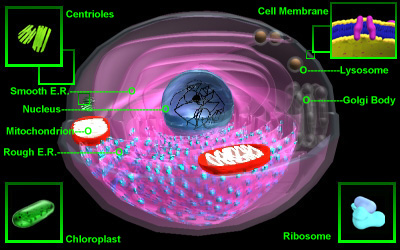 Centrioles
Cell Membrane
Lysosome
Smooth E.R.
Golgi Body
Nucleus
Mitochondrion
Rough E.R.
Chloroplast
Ribosome